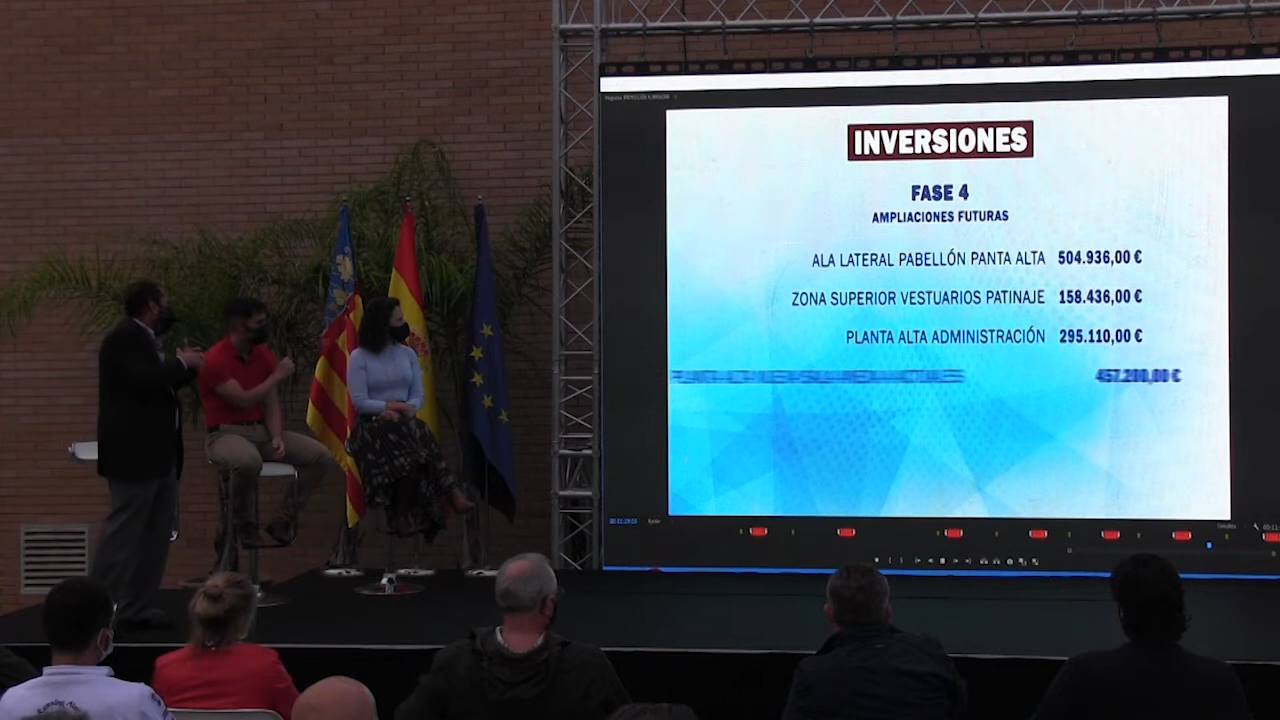 INVERSIONES
FASE 4
AMPLIACIONES FUTURAS
ALA LATERAL PABELLÓN PANTA ALTA 504.936,00 €
ZONA SUPERIOR VESTUARIOS PATINAJE 158.436,00 €
PLANTA ALTA ADMINISTRACIÓN 295.110,00 €
457.200,00 €